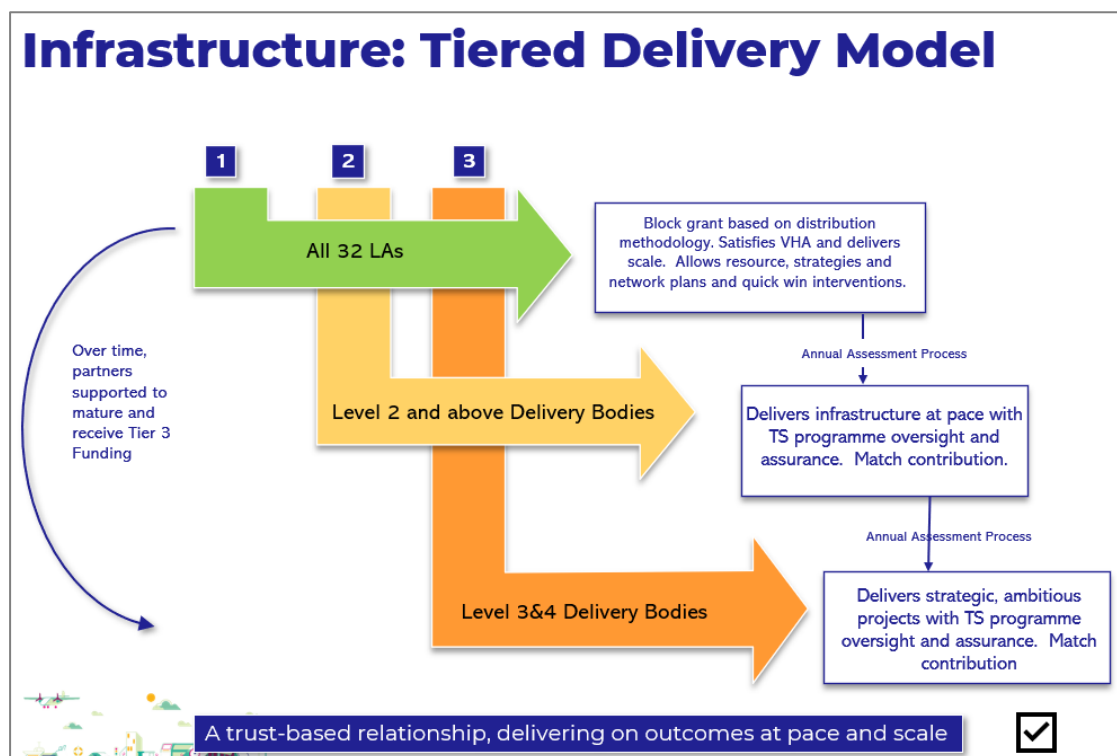 Infrastructure: Tiered Delivery Model
1
2
3
All 32 LAs
Block grant based on distribution
methodology. Satisfies VHA and delivers
scale. Allows resource, strategies and
network plans and quick win interventions.
Annual Assessment Process
Over time,
partners
supported to
mature and
receive Tier 3
Funding
Level 2 and above Delivery Bodies
Delivers infrastructure at pace with
TS programme oversight and
assurance. Match contribution.
Annual Assessment Process
Level 3&4 Delivery Bodies
Delivers strategic, ambitious
projects with TS programme
oversight and assurance. Match
contribution
A trust-based relationship, delivering on outcomes at pace and scale